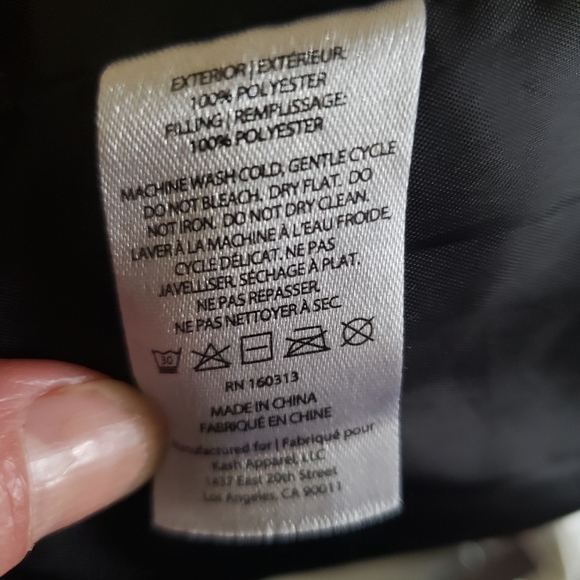 EXTERIOR | EXTÉRIEUR:
100% POLYESTER
FILLING | REMPLISSAGE:
100% POLYESTER
MACHINE WASH COLD, GENTLE CYCLE
DO NOT BLEACH. DRY FLAT. DO
NOT IRON. DO NOT DRY CLEAN.
LAVER À LA MACHINE À L'EAU FROIDE,
CYCLE DÉLICAT. NE PAS
JAVELLISER. SÉCHAGE À PLAT.
NE PAS REPASSER.
NE PAS NETTOYER À SEC.
30
RN 160313
MADE IN CHINA
FABRIQUÉ EN CHINE
Manufactured for | Fabriqué pour
Kash Apparel, LLC
1437 East 20th Street
Los Angeles, CA 90011